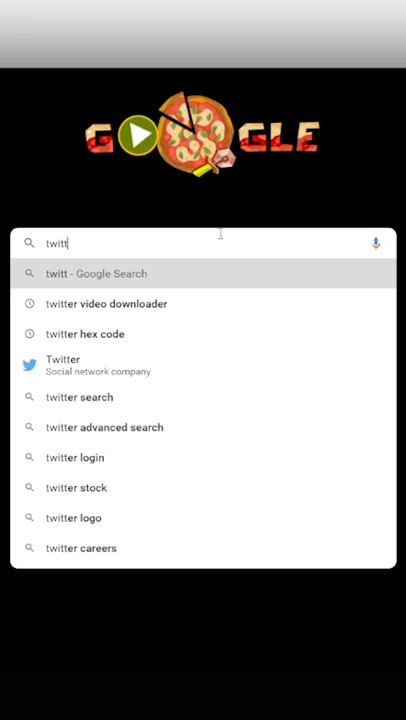 GOOGLE
twitt
twitt - Google Search
twitter video downloader
twitter hex code
Twitter
Social network company
twitter search
twitter advanced search
twitter login
twitter stock
twitter logo
twitter careers